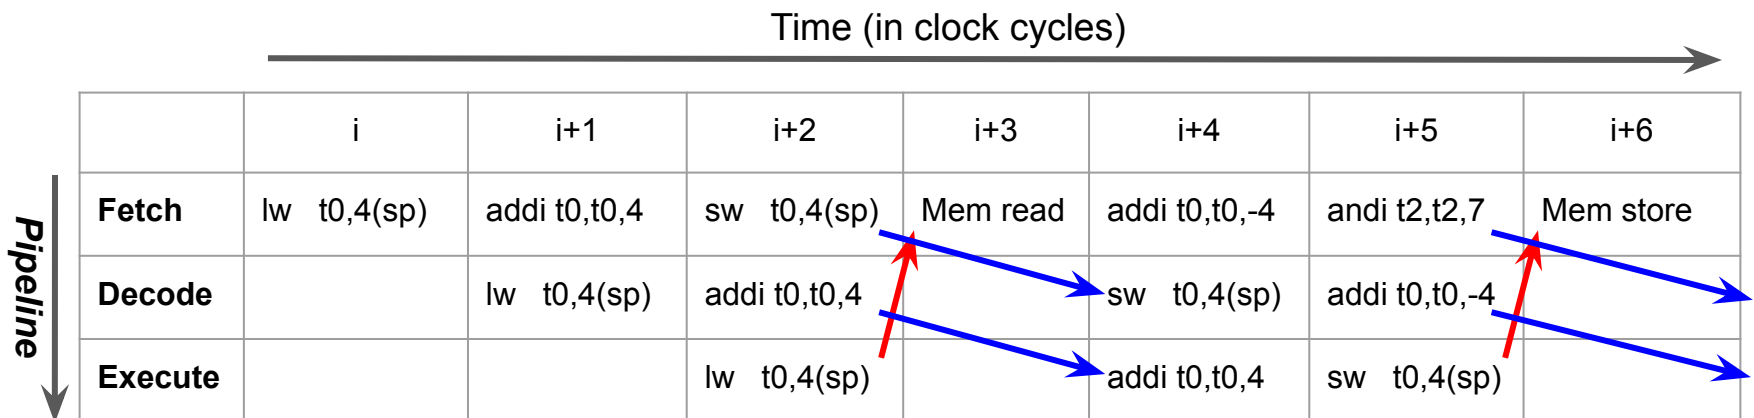 Time (in clock cycles)
i i+1 i+2 i+3 i+4 i+5 i+6
Pipeline
Fetch lw t0,4(sp) addi t0,t0,4 sw t0,4(sp) Mem read addi t0,t0,-4 andi t2,t2,7 Mem store
Decode lw t0,4(sp) addi t0,t0,4 sw t0,4(sp) addi t0,t0,-4
Execute lw t0,4(sp) addi t0,t0,4 sw t0,4(sp)